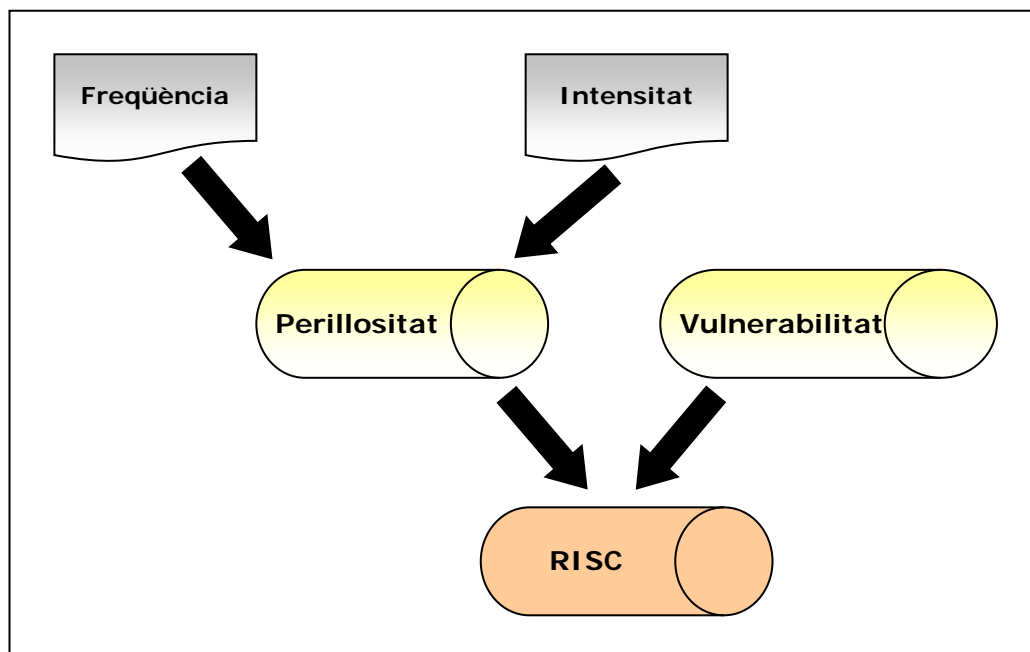 Freqüència
Intensitat
Perillositat
Vulnerabilitat
RISC